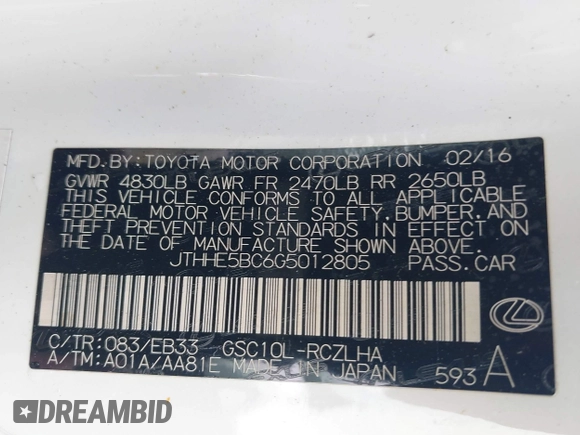 MFD.BY:TOYOTA MOTOR CORPORATION 02/16
GVWR 4830LB GAWR FR 2470LB RR 2650LB
THIS VEHICLE CONFORMS TO ALL APPLICABLE
FEDERAL MOTOR VEHICLE SAFETY,BUMPER,AND
THEFT PREVENTION STANDARDS IN EFFECT ON
THE DATE OF MANUFACTURE SHOWN ABOVE.
JTHHE5BC6G5012805 PASS.CAR
C/TR:083/EB33 GSC10L-RCZLHA
A/TM:A01A/AA81E MADE IN JAPAN 593 A
DREAMBID